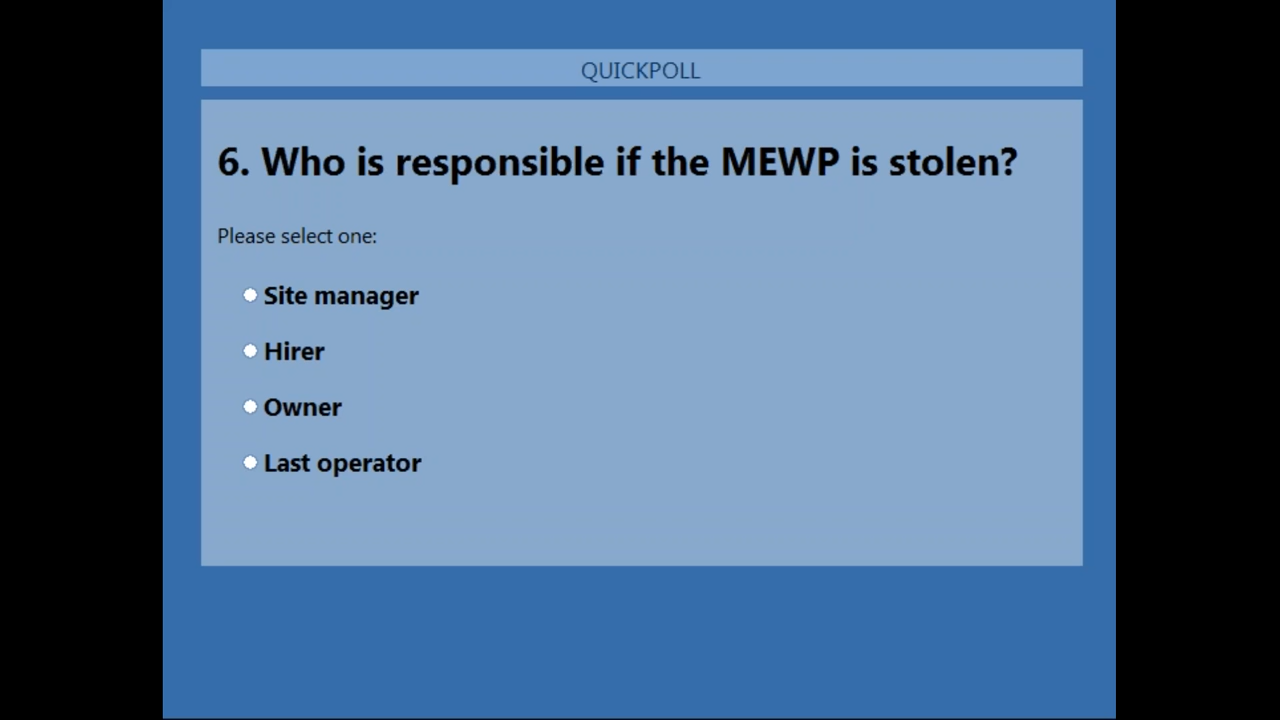 QUICKPOLL
6. Who is responsible if the MEWP is stolen?
Please select one:
Site manager
Hirer
Owner
Last operator